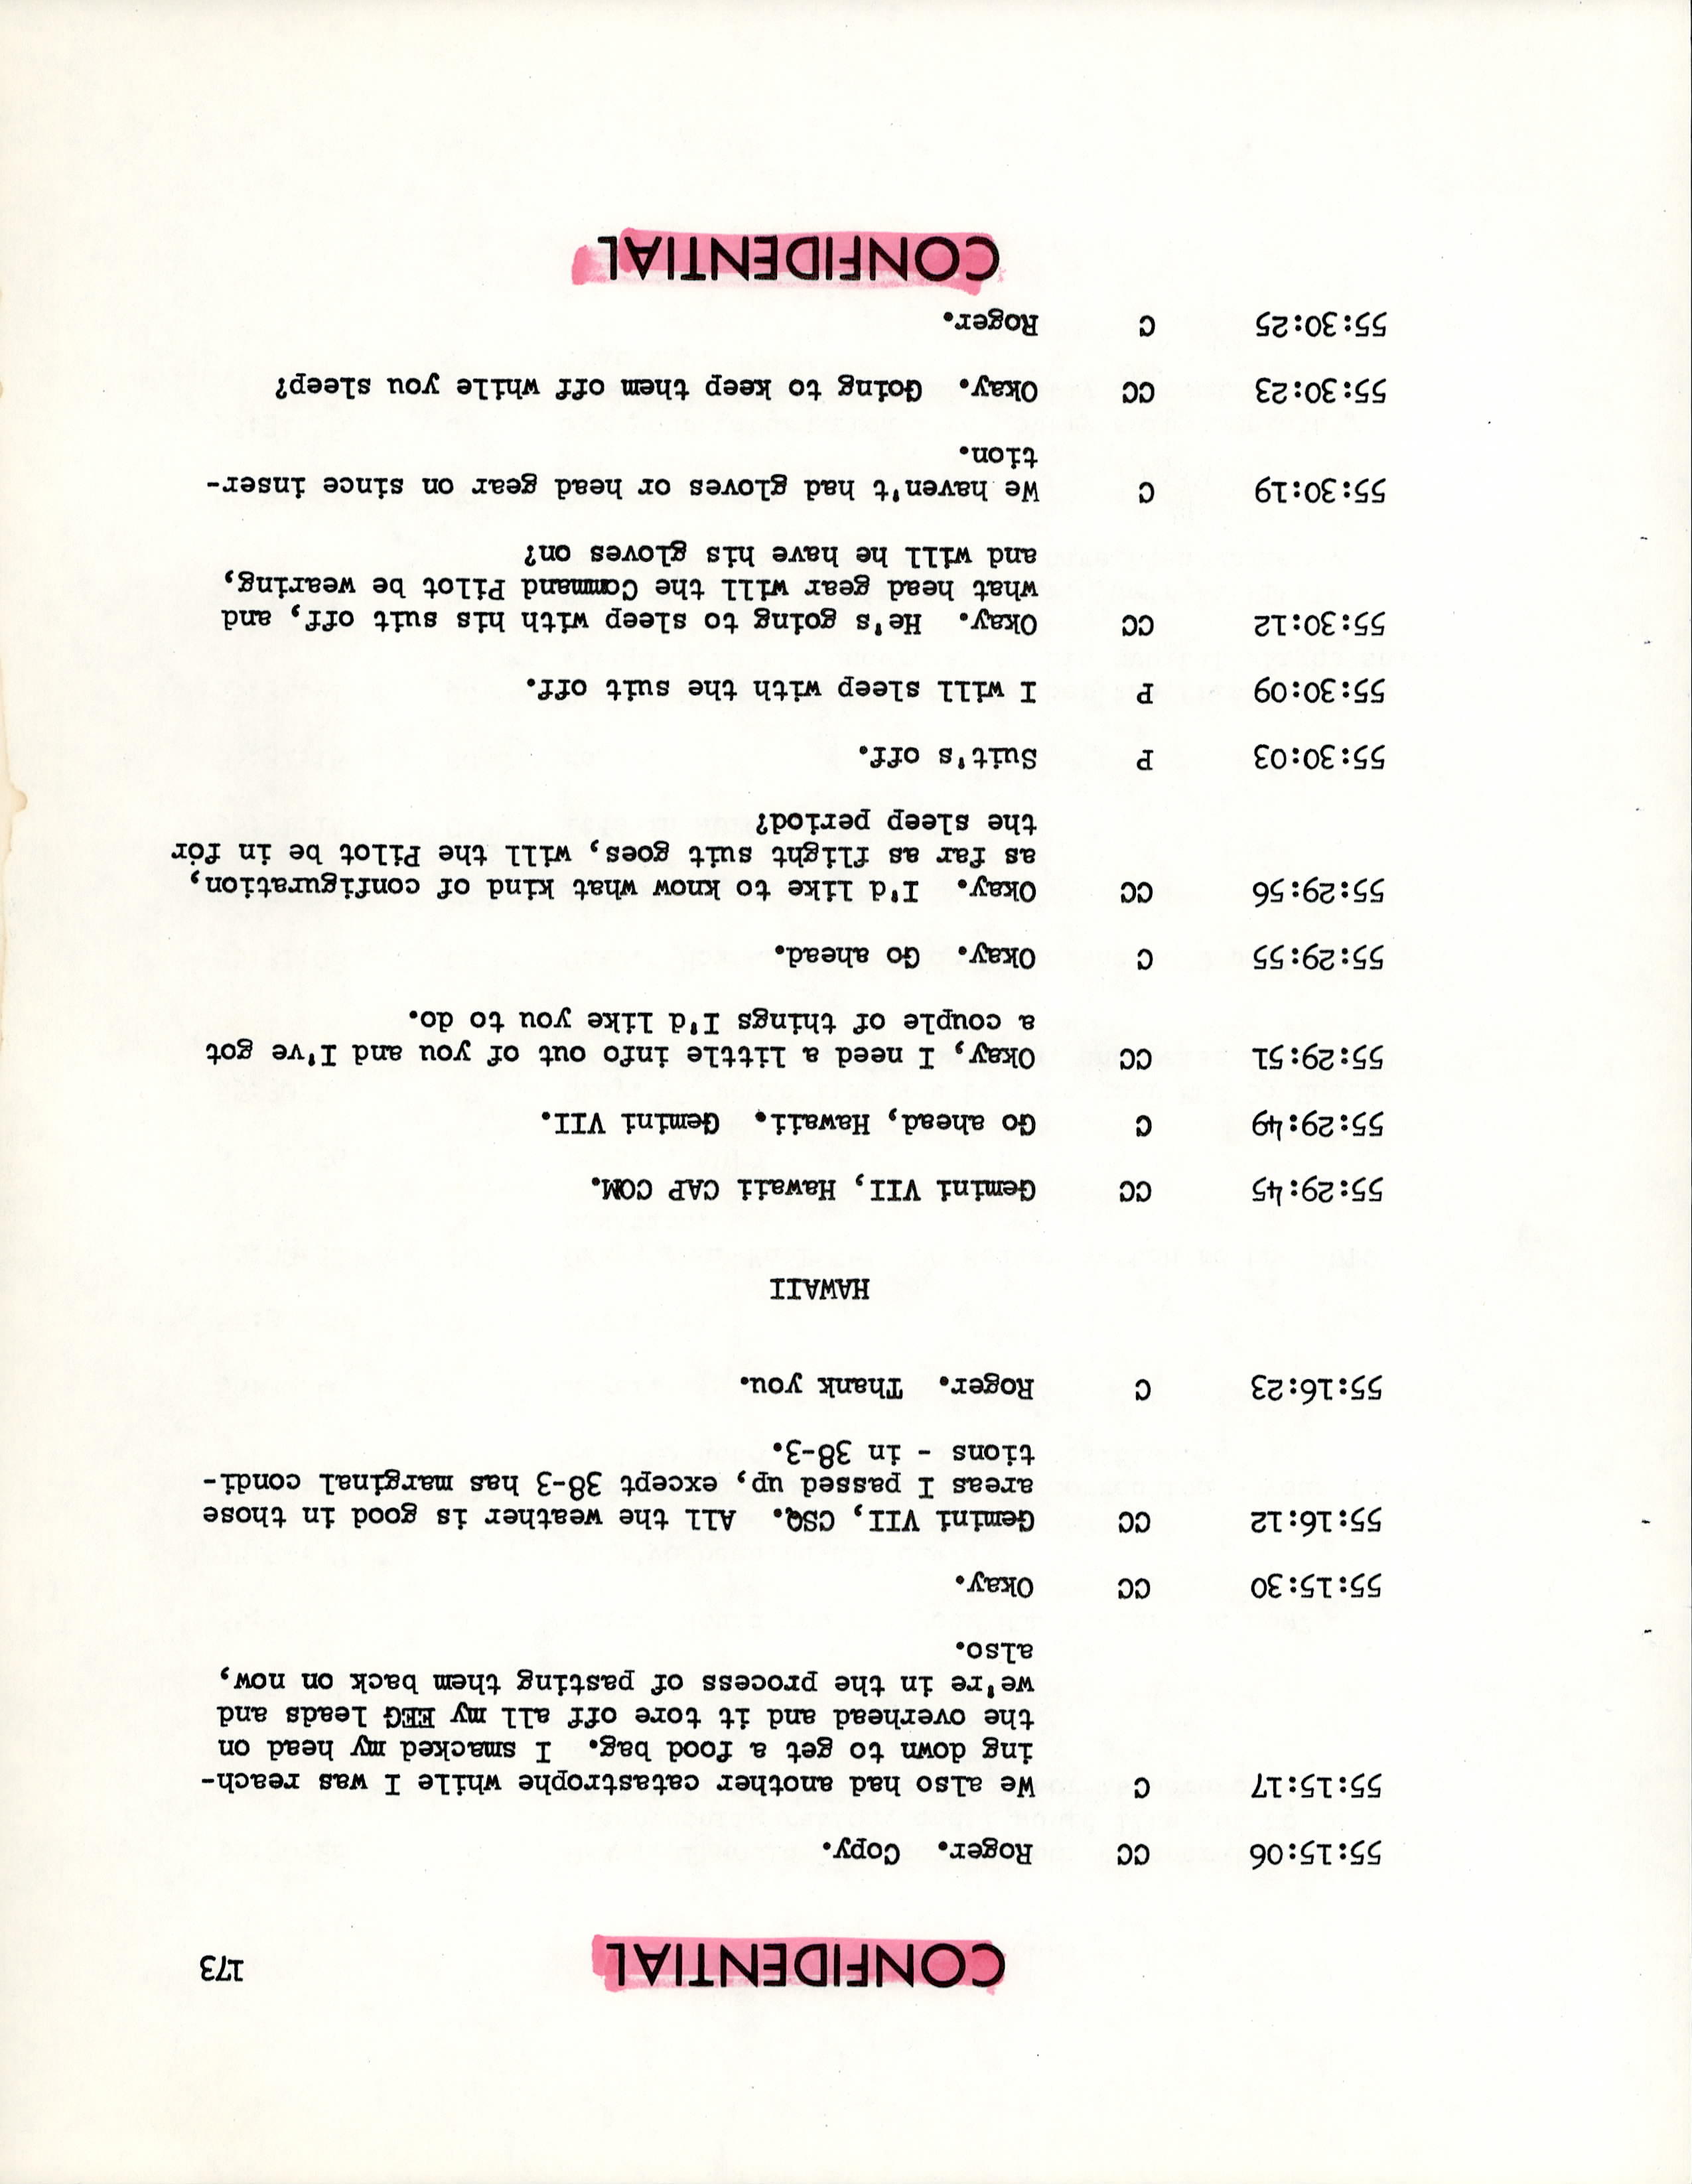 CONFIDENTIAL 173
55:15:06 CC Roger. Copy.
55:15:17 C We also had another catastrophe while I was reach-
ing down to get a food bag. I smacked my head on
the overhead and it tore off all my EEG leads and
we're in the process of pasting them back on now,
also.
55:15:30 CC Okay.
55:16:12 CC Gemini VII, CSQ. All the weather is good in those
areas I passed up, except 38-3 has marginal condi-
tions - in 38-3.
55:16:23 C Roger. Thank you.
HAWAII
55:29:45 CC Gemini VII, Hawaii CAP COM.
55:29:49 C Go ahead, Hawaii. Gemini VII.
55:29:51 CC Okay, I need a little info out of you and I've got
a couple of things I'd like you to do.
55:29:55 C Okay. Go ahead.
55:29:56 CC Okay. I'd like to know what kind of configuration,
as far as flight suit goes, will the Pilot be in for
the sleep period?
55:30:03 P Suit's off.
55:30:09 P I will sleep with the suit off.
55:30:12 CC Okay. He's going to sleep with his suit off, and
what head gear will the Command Pilot be wearing,
and will he have his gloves on?
55:30:19 C We haven't had gloves or head gear on since inser-
tion.
55:30:23 CC Okay. Going to keep them off while you sleep?
55:30:25 C Roger.
CONFIDENTIAL